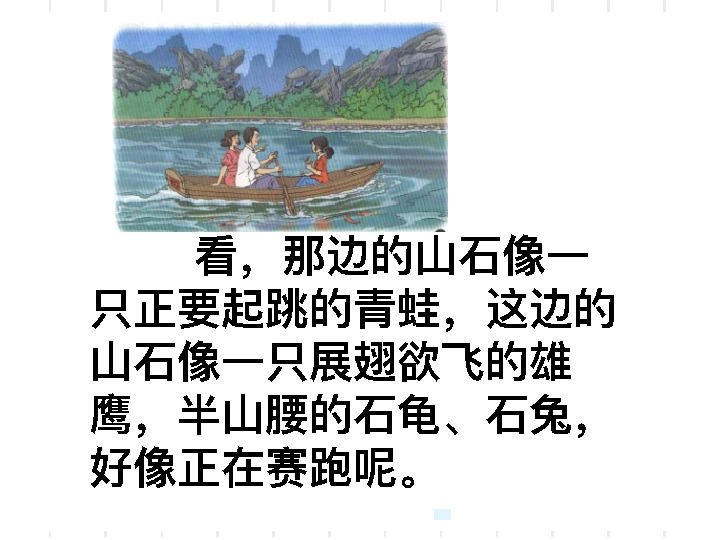 看，那边的山石像一
只正要起跳的青蛙，这边的
山石像一只展翅欲飞的雄
鹰，半山腰的石龟、石兔，
好像正在赛跑呢。